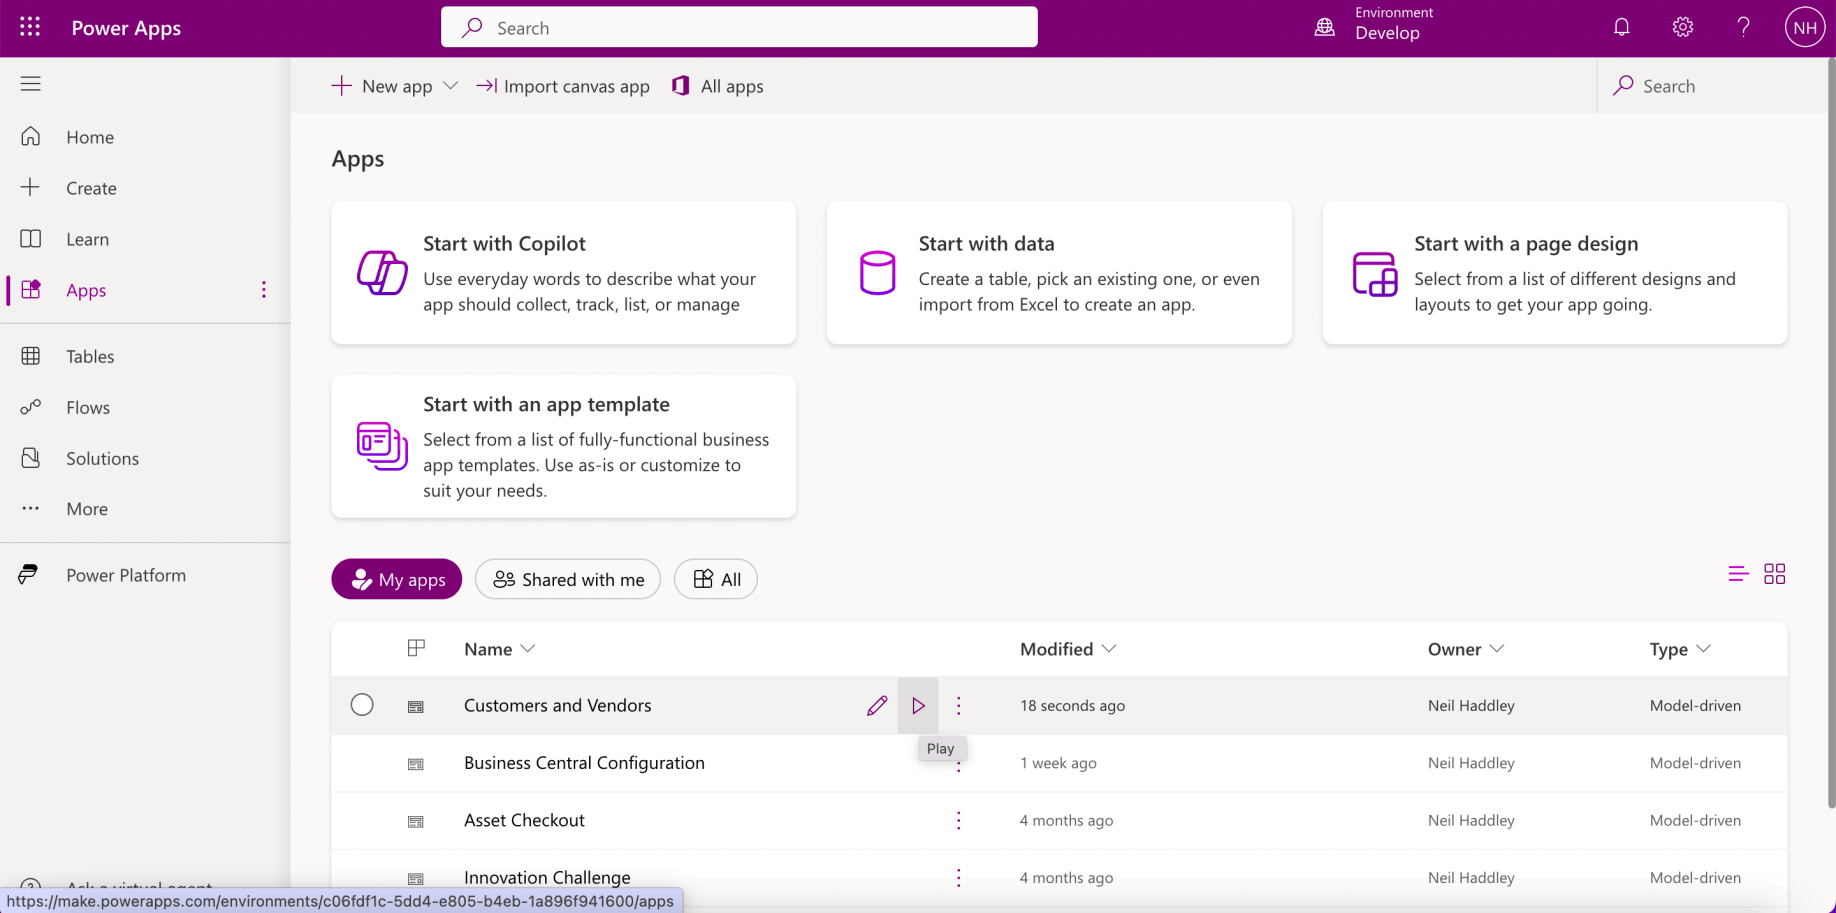 Power Apps
Search
Environment
Develop
NH
New app
Import canvas app
All apps
Search
Home
Create
Learn
Apps
Tables
Flows
Solutions
More
Power Platform
Ask a virtual agent
Apps
Start with Copilot
Use everyday words to describe what your
app should collect, track, list, or manage
Start with data
Create a table, pick an existing one, or even
import from Excel to create an app.
Start with a page design
Select from a list of different designs and
layouts to get your app going.
Start with an app template
Select from a list of fully-functional business
app templates. Use as-is or customize to
suit your needs.
My apps
Shared with me
All
Name Modified Owner Type
Customers and Vendors 18 seconds ago Neil Haddley Model-driven
Play
Business Central Configuration 1 week ago Neil Haddley Model-driven
Asset Checkout 4 months ago Neil Haddley Model-driven
Innovation Challenge 4 months ago Neil Haddley Model-driven
https://make.powerapps.com/environments/c06fdf1c-5dd4-e805-b4eb-1a896f941600/apps